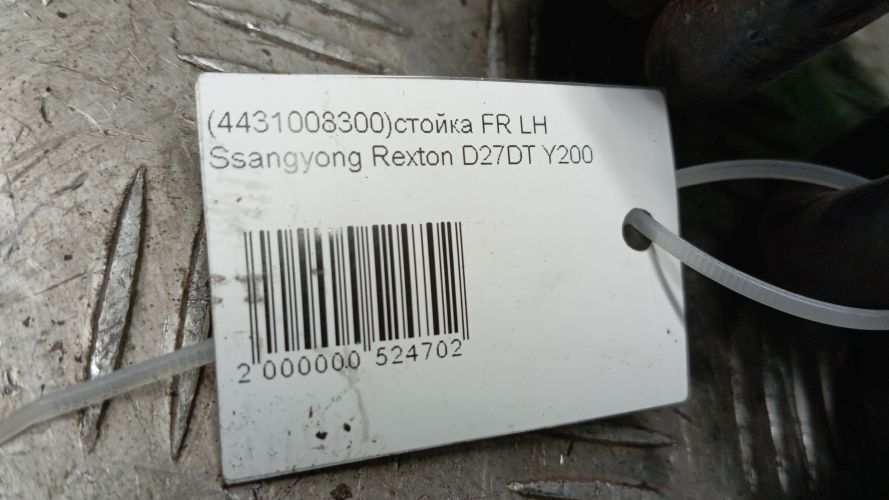 (4431008300)стойка FR LH
Ssangyong Rexton D27DT Y200
2 000000 524702